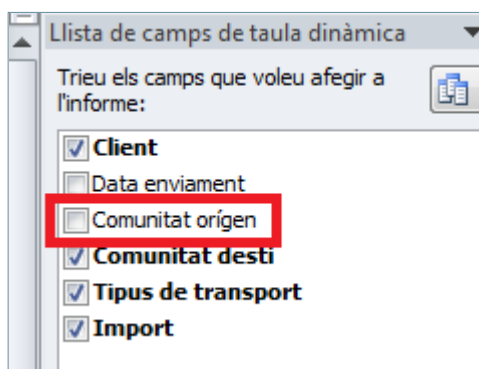 Llista de camps de taula dinàmica
Trieu els camps que voleu afegir a
l'informe:
Client
Data enviament
Comunitat orígen
Comunitat desti
Tipus de transport
Import